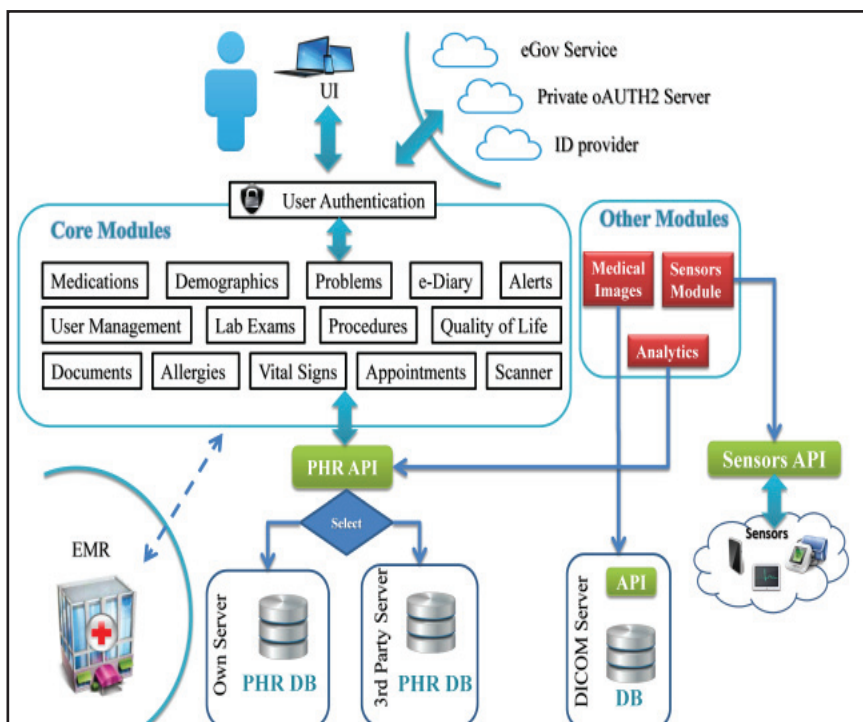 eGov Service
UI
Private oAUTH2 Server
ID provider
User Authentication
Core Modules
Other Modules
Medications
Demographics
Problems
e-Diary
Alerts
Medical
Images
Sensors
Module
User Management
Lab Exams
Procedures
Quality of Life
Analytics
Documents
Allergies
Vital Signs
Appointments
Scanner
PHR API
Sensors API
Select
Sensors
EMR
Own Server
PHR DB
3rd Party Server
PHR DB
DICOM Server
API
DB